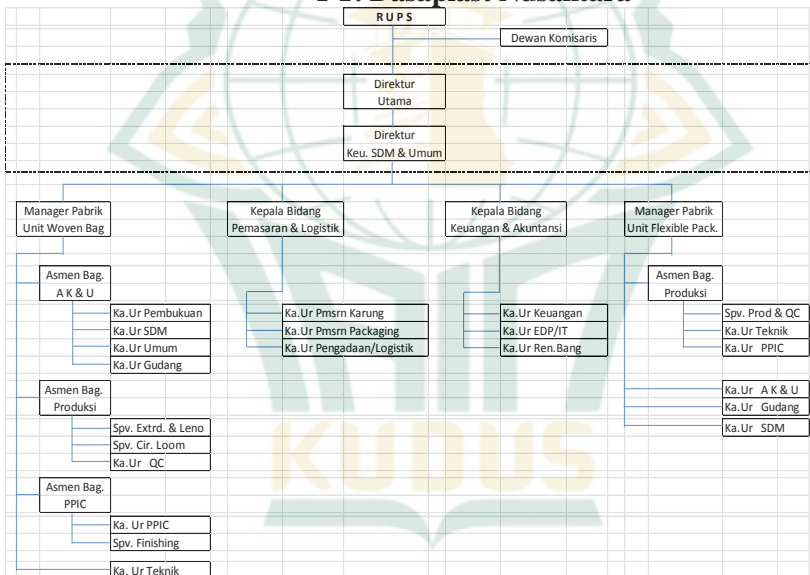 PT. Dasaplast Nusantara
R U P S
Dewan Komisaris
Direktur
Utama
Direktur
Keu. SDM & Umum
Manager Pabrik
Unit Woven Bag
Kepala Bidang
Pemasaran & Logistik
Kepala Bidang
Keuangan & Akuntansi
Manager Pabrik
Unit Flexible Pack.
Asmen Bag.
A K & U
Ka.Ur Pembukuan
Ka.Ur SDM
Ka.Ur Umum
Ka.Ur Gudang
Asmen Bag.
Produksi
Spv. Extrd. & Leno
Spv. Cir. Loom
Ka.Ur QC
Asmen Bag.
PPIC
Ka. Ur PPIC
Spv. Finishing
Ka. Ur Teknik
Ka.Ur Pmsrn Karung
Ka.Ur Pmsrn Packaging
Ka.Ur Pengadaan/Logistik
Ka.Ur Keuangan
Ka.Ur EDP/IT
Ka.Ur Ren.Bang
Asmen Bag.
Produksi
Spv. Prod & QC
Ka.Ur Teknik
Ka.Ur PPIC
Ka.Ur A K & U
Ka.Ur Gudang
Ka.Ur SDM
KUDUS